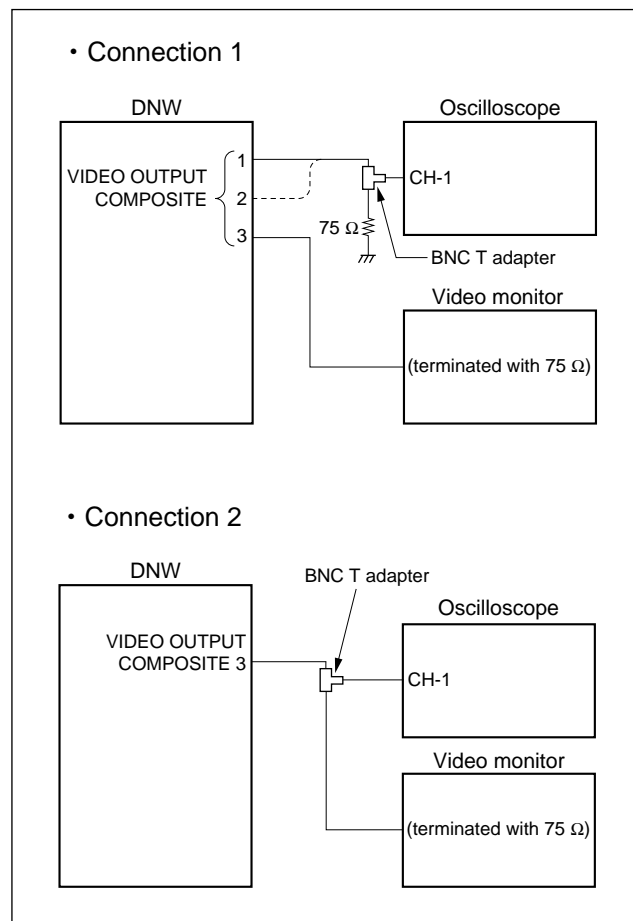 ・Connection 1
DNW
Oscilloscope
VIDEO OUTPUT
COMPOSITE
1
2
3
CH-1
75 Ω
BNC T adapter
Video monitor
(terminated with 75 Ω)
・Connection 2
DNW
BNC T adapter
Oscilloscope
VIDEO OUTPUT
COMPOSITE 3
CH-1
Video monitor
(terminated with 75 Ω)